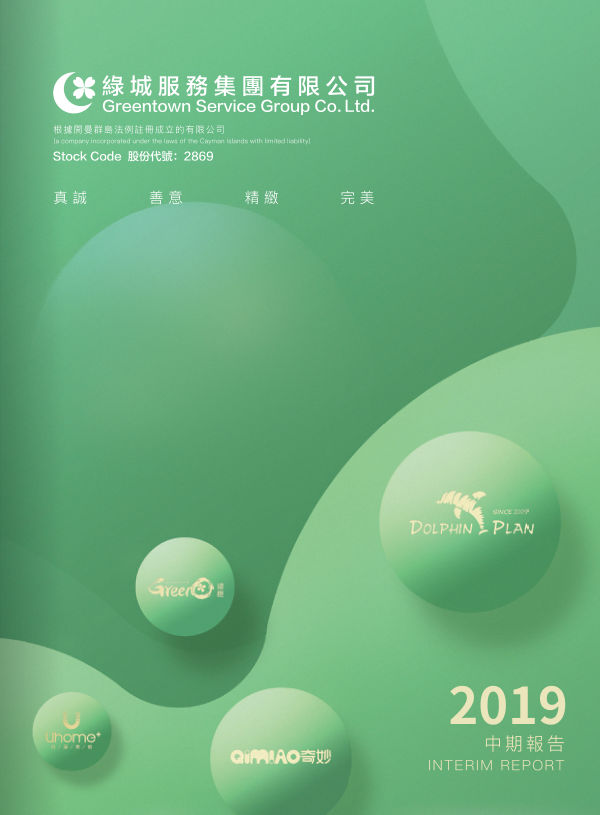 綠城服務集團有限公司
Greentown Service Group Co. Ltd.
根據開曼群島法例註冊成立的有限公司
(a company incorporated under the laws of the Cayman Islands with limited liability)
Stock Code 股份代號：2869
真誠 善意 精緻 完美
SINCE 2009
DOLPHIN PLAN
Green
uhome+
QIMIAO奇妙
2019
中期報告
INTERIM REPORT